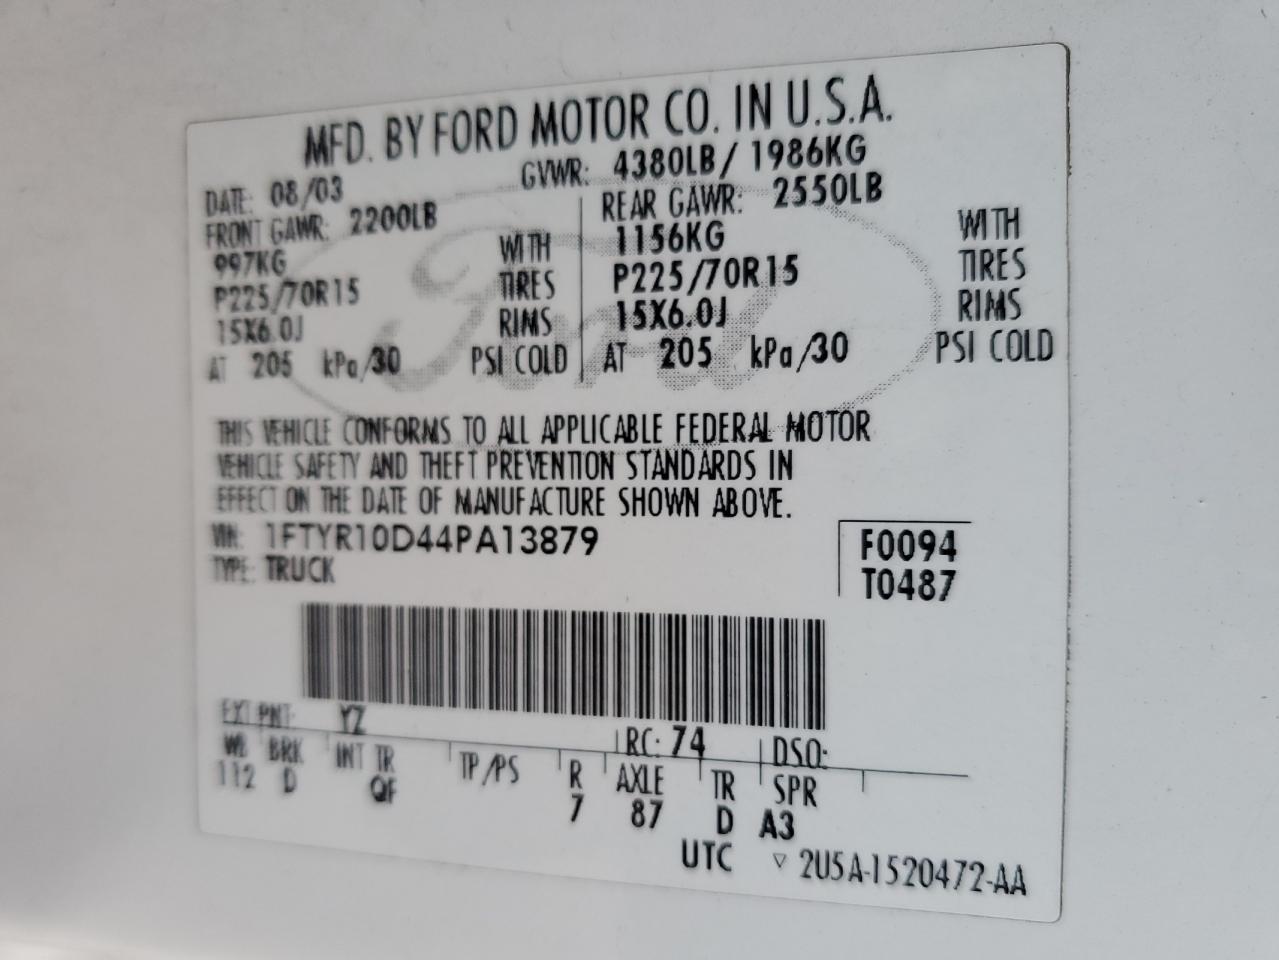 MFD. BY FORD MOTOR CO. IN U.S.A.
DATE: 08/03 GVWR: 4380LB / 1986KG
FRONT GAWR: 2200LB REAR GAWR: 2550LB
997KG WITH 1156KG WITH
P225/70R15 TIRES P225/70R15 TIRES
15X6.0J RIMS 15X6.0J RIMS
AT 205 kPa/30 PSI COLD AT 205 kPa/30 PSI COLD
Ford
THIS VEHICLE CONFORMS TO ALL APPLICABLE FEDERAL MOTOR
VEHICLE SAFETY AND THEFT PREVENTION STANDARDS IN
EFFECT ON THE DATE OF MANUFACTURE SHOWN ABOVE.
VIN: 1FTYR10D44PA13879 F0094
TYPE: TRUCK T0487
EXT PNT: YZ RC: 74 DSO:
WB BRK INT TR TP/PS R AXLE TR SPR
112 D QF 7 87 D A3
UTC ▽ 2U5A-1520472-AA